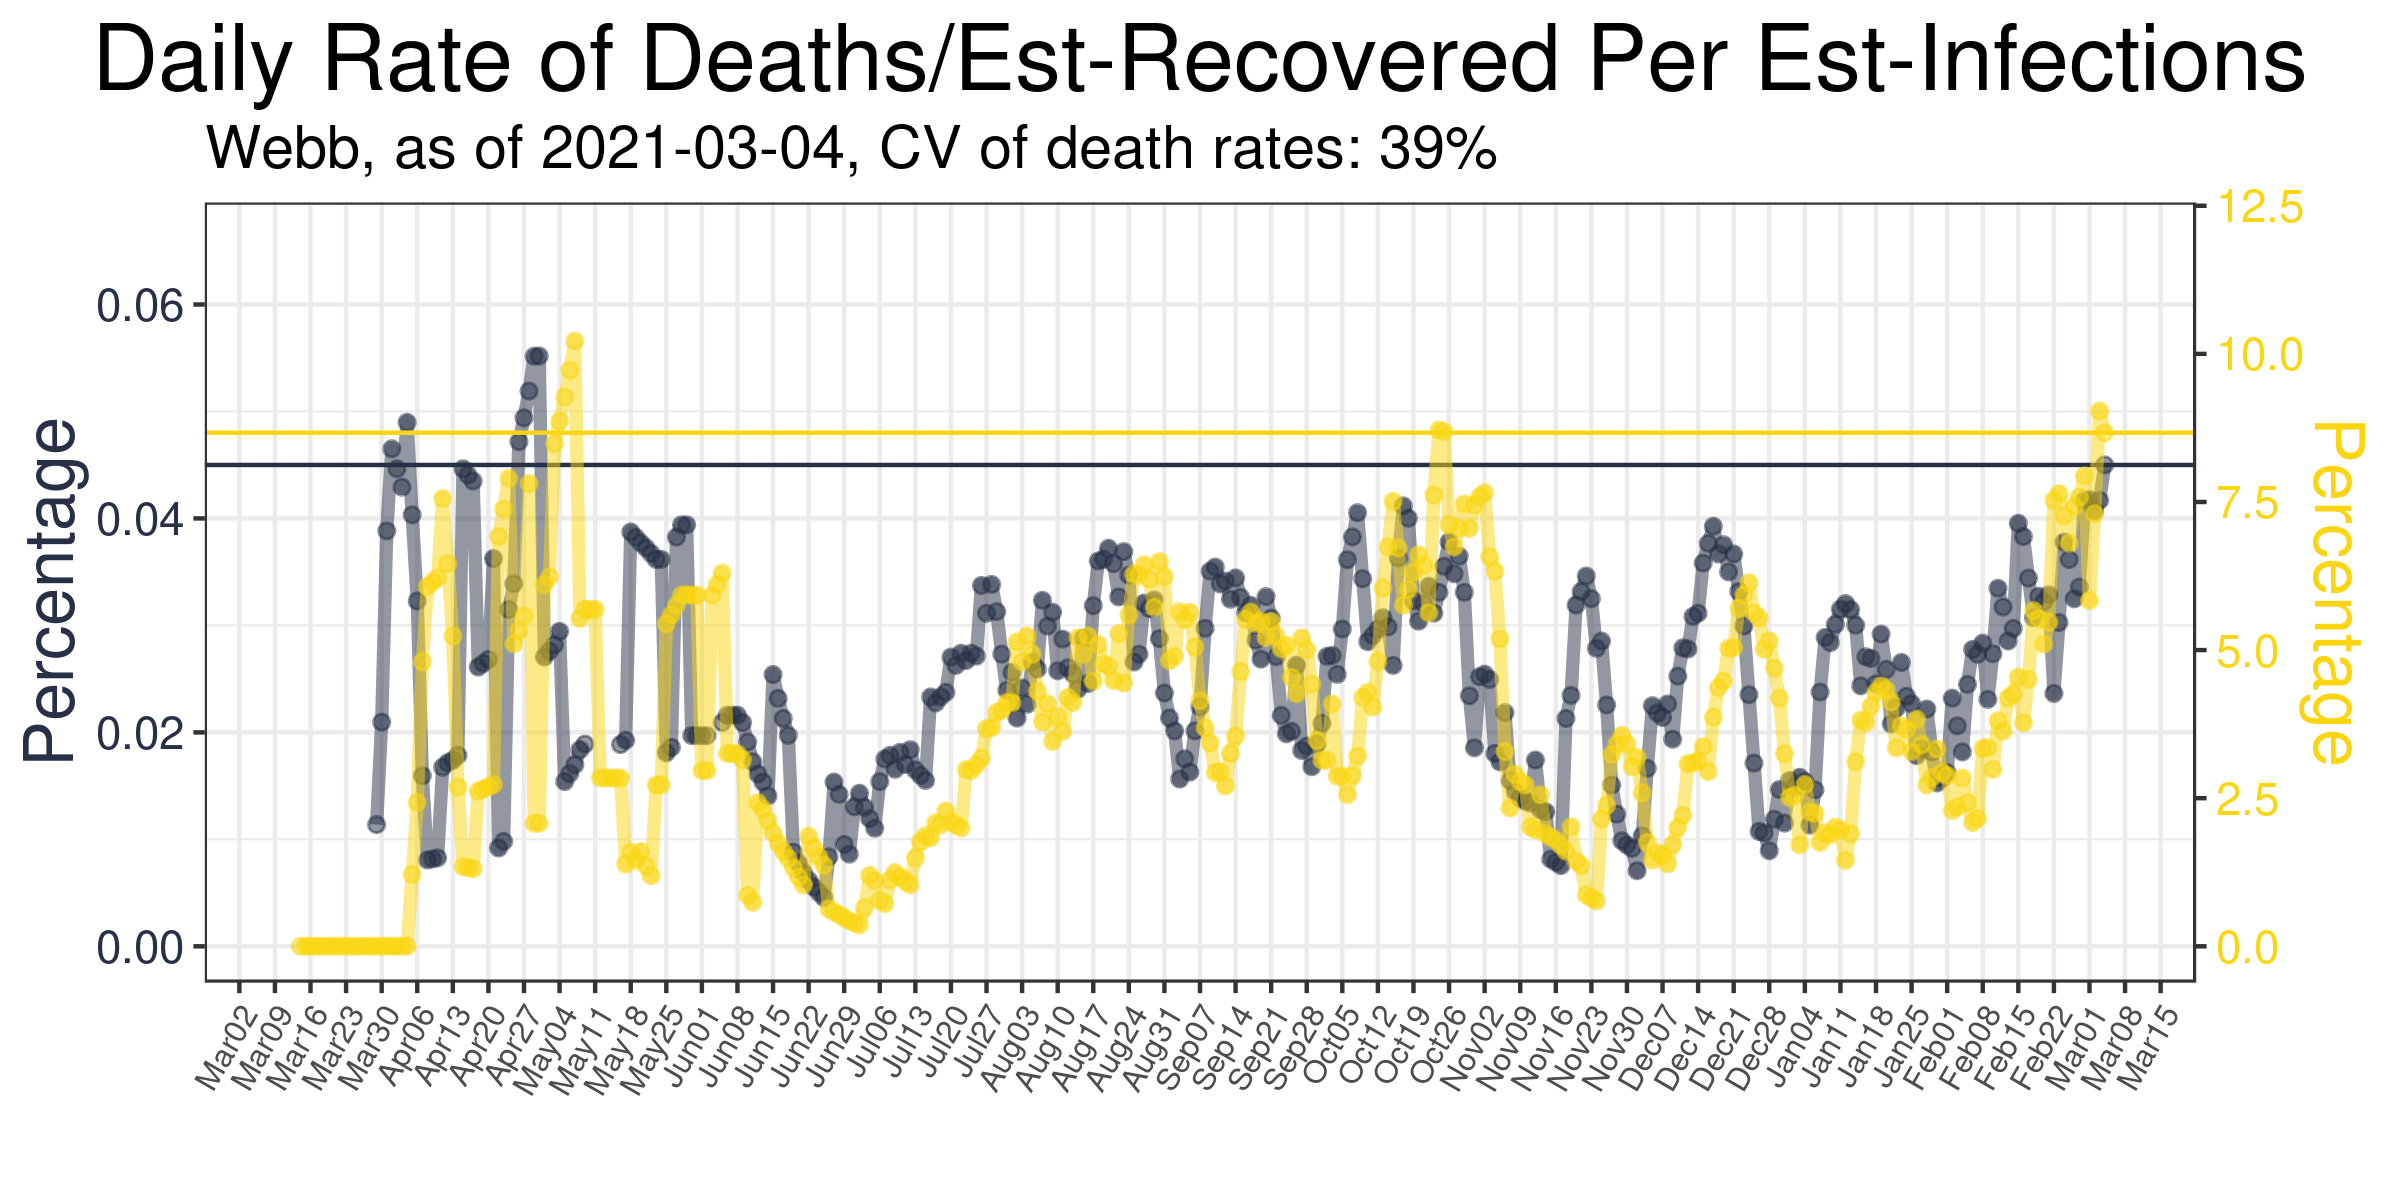 Daily Rate of Deaths/Est-Recovered Per Est-Infections
Webb, as of 2021-03-04, CV of death rates: 39%
Percentage
0.06
0.04
0.02
0.00
12.5
10.0
7.5
5.0
2.5
0.0
Percentage
Mar02 Mar09 Mar16 Mar23 Mar30 Apr06 Apr13 Apr20 Apr27 May04 May11 May18 May25 Jun01 Jun08 Jun15 Jun22 Jun29 Jul06 Jul13 Jul20 Jul27 Aug03 Aug10 Aug17 Aug24 Aug31 Sep07 Sep14 Sep21 Sep28 Oct05 Oct12 Oct19 Oct26 Nov02 Nov09 Nov16 Nov23 Nov30 Dec07 Dec14 Dec21 Dec28 Jan04 Jan11 Jan18 Jan25 Feb01 Feb08 Feb15 Feb22 Mar01 Mar08 Mar15